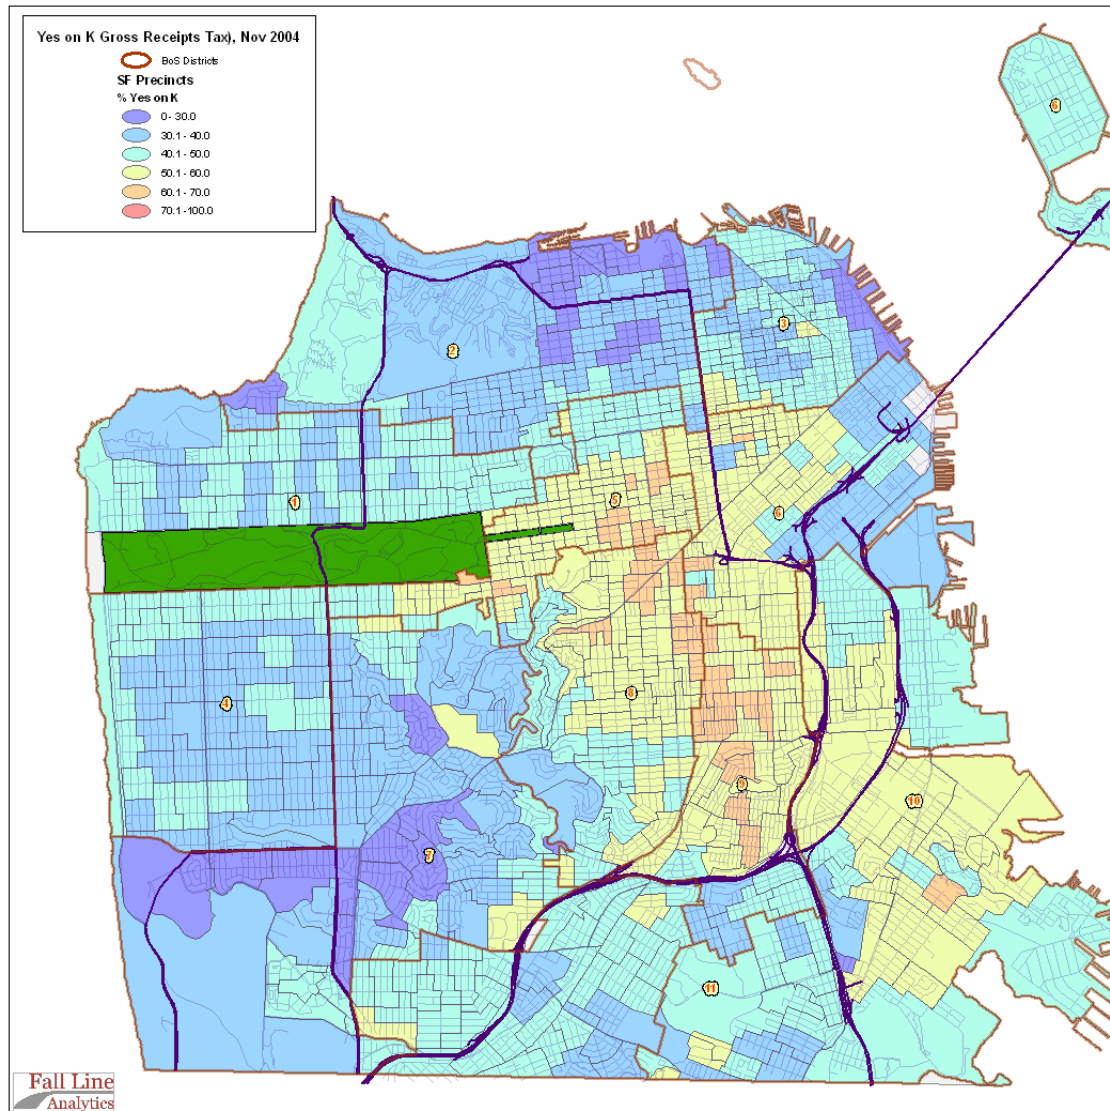 Yes on K Gross Receipts Tax), Nov 2004
BoS Districts
SF Precincts
% Yes on K
0 - 30.0
30.1 - 40.0
40.1 - 50.0
50.1 - 60.0
60.1 - 70.0
70.1 -100.0
6
3
2
1
5
6
4
8
9
10
7
11
Fall Line
Analytics